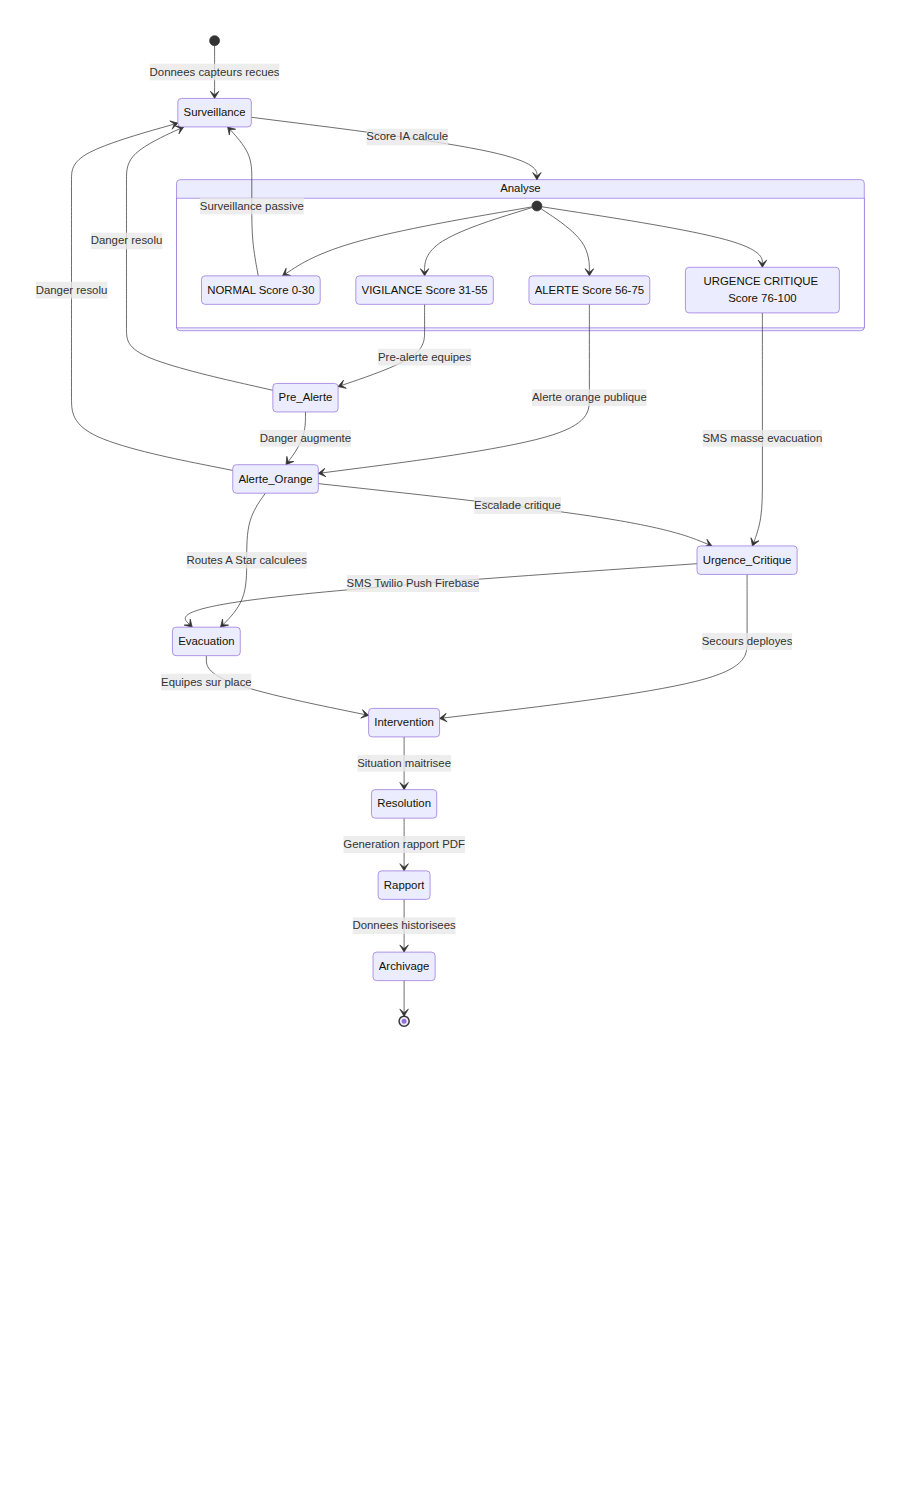 Donnees capteurs recues
Surveillance
Score IA calcule
Analyse
Surveillance passive
Danger resolu
Danger resolu
NORMAL Score 0-30
VIGILANCE Score 31-55
ALERTE Score 56-75
URGENCE CRITIQUE
Score 76-100
Pre-alerte equipes
Pre_Alerte
Alerte orange publique
Danger augmente
SMS masse evacuation
Alerte_Orange
Escalade critique
Routes A Star calculees
Urgence_Critique
SMS Twilio Push Firebase
Evacuation
Secours deployes
Equipes sur place
Intervention
Situation maitrisee
Resolution
Generation rapport PDF
Rapport
Donnees historisees
Archivage